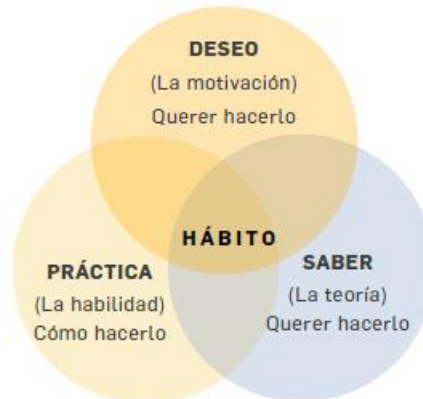 DESEO
(La motivación)
Querer hacerlo
HÁBITO
PRÁCTICA
(La habilidad)
Cómo hacerlo
SABER
(La teoría)
Querer hacerlo